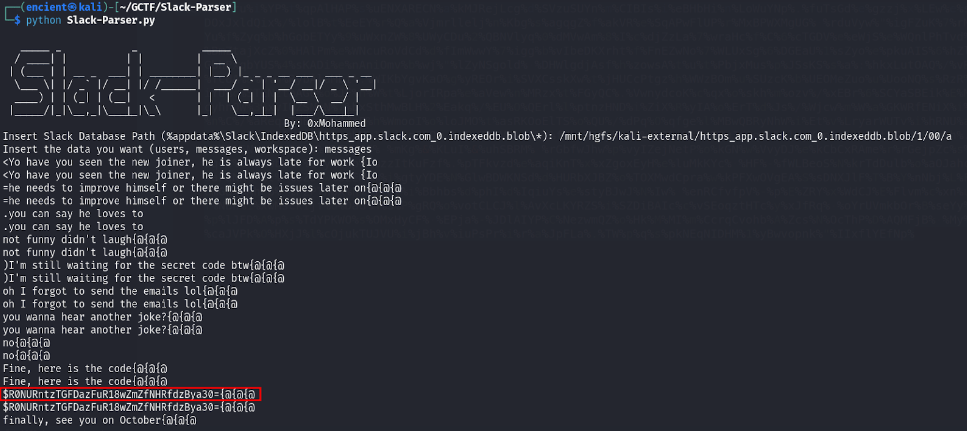 (encient㉿kali)-[~/GCTF/Slack-Parser]
$ python Slack-Parser.py
Slack-Parser
By: 0xMohammed
Insert Slack Database Path (%appdata%\Slack\IndexedDB\https_app.slack.com_0.indexeddb.blob\*): /mnt/hgfs/kali-external/https_app.slack.com_0.indexeddb.blob/1/00/a
Insert the data you want (users, messages, workspace): messages
<Yo have you seen the new joiner, he is always late for work {Io
<Yo have you seen the new joiner, he is always late for work {Io
=he needs to improve himself or there might be issues later on{@{@{@
=he needs to improve himself or there might be issues later on{@{@{@
.you can say he loves to
.you can say he loves to
not funny didn't laugh{@{@{@
not funny didn't laugh{@{@{@
)I'm still waiting for the secret code btw{@{@{@
)I'm still waiting for the secret code btw{@{@{@
oh I forgot to send the emails lol{@{@{@
oh I forgot to send the emails lol{@{@{@
you wanna hear another joke?{@{@{@
you wanna hear another joke?{@{@{@
no{@{@{@
no{@{@{@
Fine, here is the code{@{@{@
Fine, here is the code{@{@{@
$R0NURntzTGFDazFuR18wZmZfNHRfdzBya30={@{@{@
$R0NURntzTGFDazFuR18wZmZfNHRfdzBya30={@{@{@
finally, see you on October{@{@{@